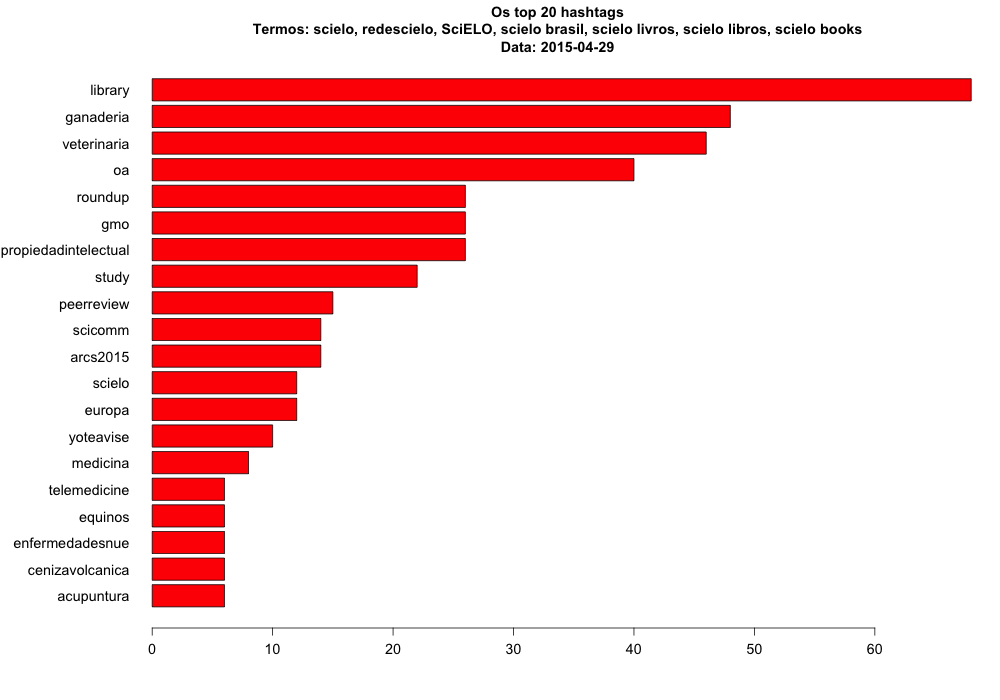 Os top 20 hashtags
Termos: scielo, redescielo, SciELO, scielo brasil, scielo livros, scielo libros, scielo books
Data: 2015-04-29
library
ganaderia
veterinaria
oa
roundup
gmo
propiedadintelectual
study
peerreview
scicomm
arcs2015
scielo
europa
yoteavise
medicina
telemedicine
equinos
enfermedadesnue
cenizavolcanica
acupuntura
0 10 20 30 40 50 60